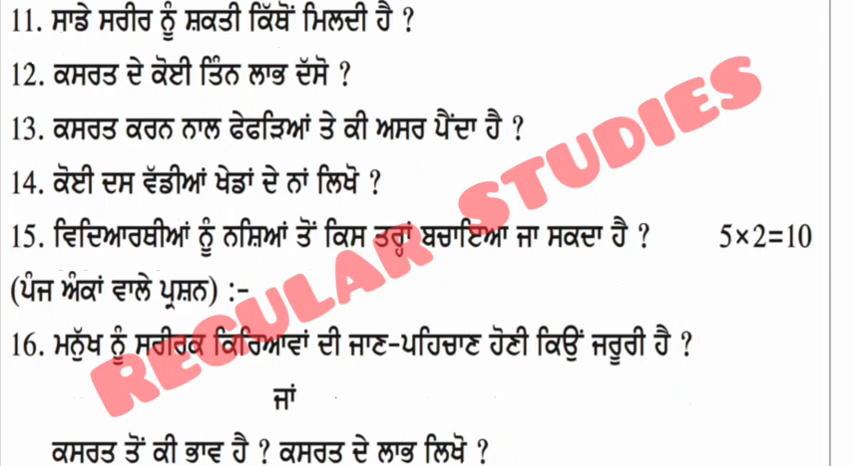 11. ਸਾਡੇ ਸਰੀਰ ਨੂੰ ਸ਼ਕਤੀ ਕਿੱਥੋਂ ਮਿਲਦੀ ਹੈ ?
12. ਕਸਰਤ ਦੇ ਕੋਈ ਤਿੰਨ ਲਾਭ ਦੱਸੋ ?
13. ਕਸਰਤ ਕਰਨ ਨਾਲ ਫੇਫੜਿਆਂ ਤੇ ਕੀ ਅਸਰ ਪੈਂਦਾ ਹੈ ?
14. ਕੋਈ ਦਸ ਵੱਡੀਆਂ ਖੇਡਾਂ ਦੇ ਨਾਂ ਲਿਖੋ ?
15. ਵਿਦਿਆਰਥੀਆਂ ਨੂੰ ਨਸ਼ਿਆਂ ਤੋਂ ਕਿਸ ਤਰ੍ਹਾਂ ਬਚਾਇਆ ਜਾ ਸਕਦਾ ਹੈ ? 5×2=10
(ਪੰਜ ਅੰਕਾਂ ਵਾਲੇ ਪ੍ਰਸ਼ਨ) :-
16. ਮਨੁੱਖ ਨੂੰ ਸਰੀਰਕ ਕਿਰਿਆਵਾਂ ਦੀ ਜਾਣ-ਪਹਿਚਾਣ ਹੋਣੀ ਕਿਉਂ ਜਰੂਰੀ ਹੈ ?
ਜਾਂ
ਕਸਰਤ ਤੋਂ ਕੀ ਭਾਵ ਹੈ ? ਕਸਰਤ ਦੇ ਲਾਭ ਲਿਖੋ ?
REGULAR STUDIES